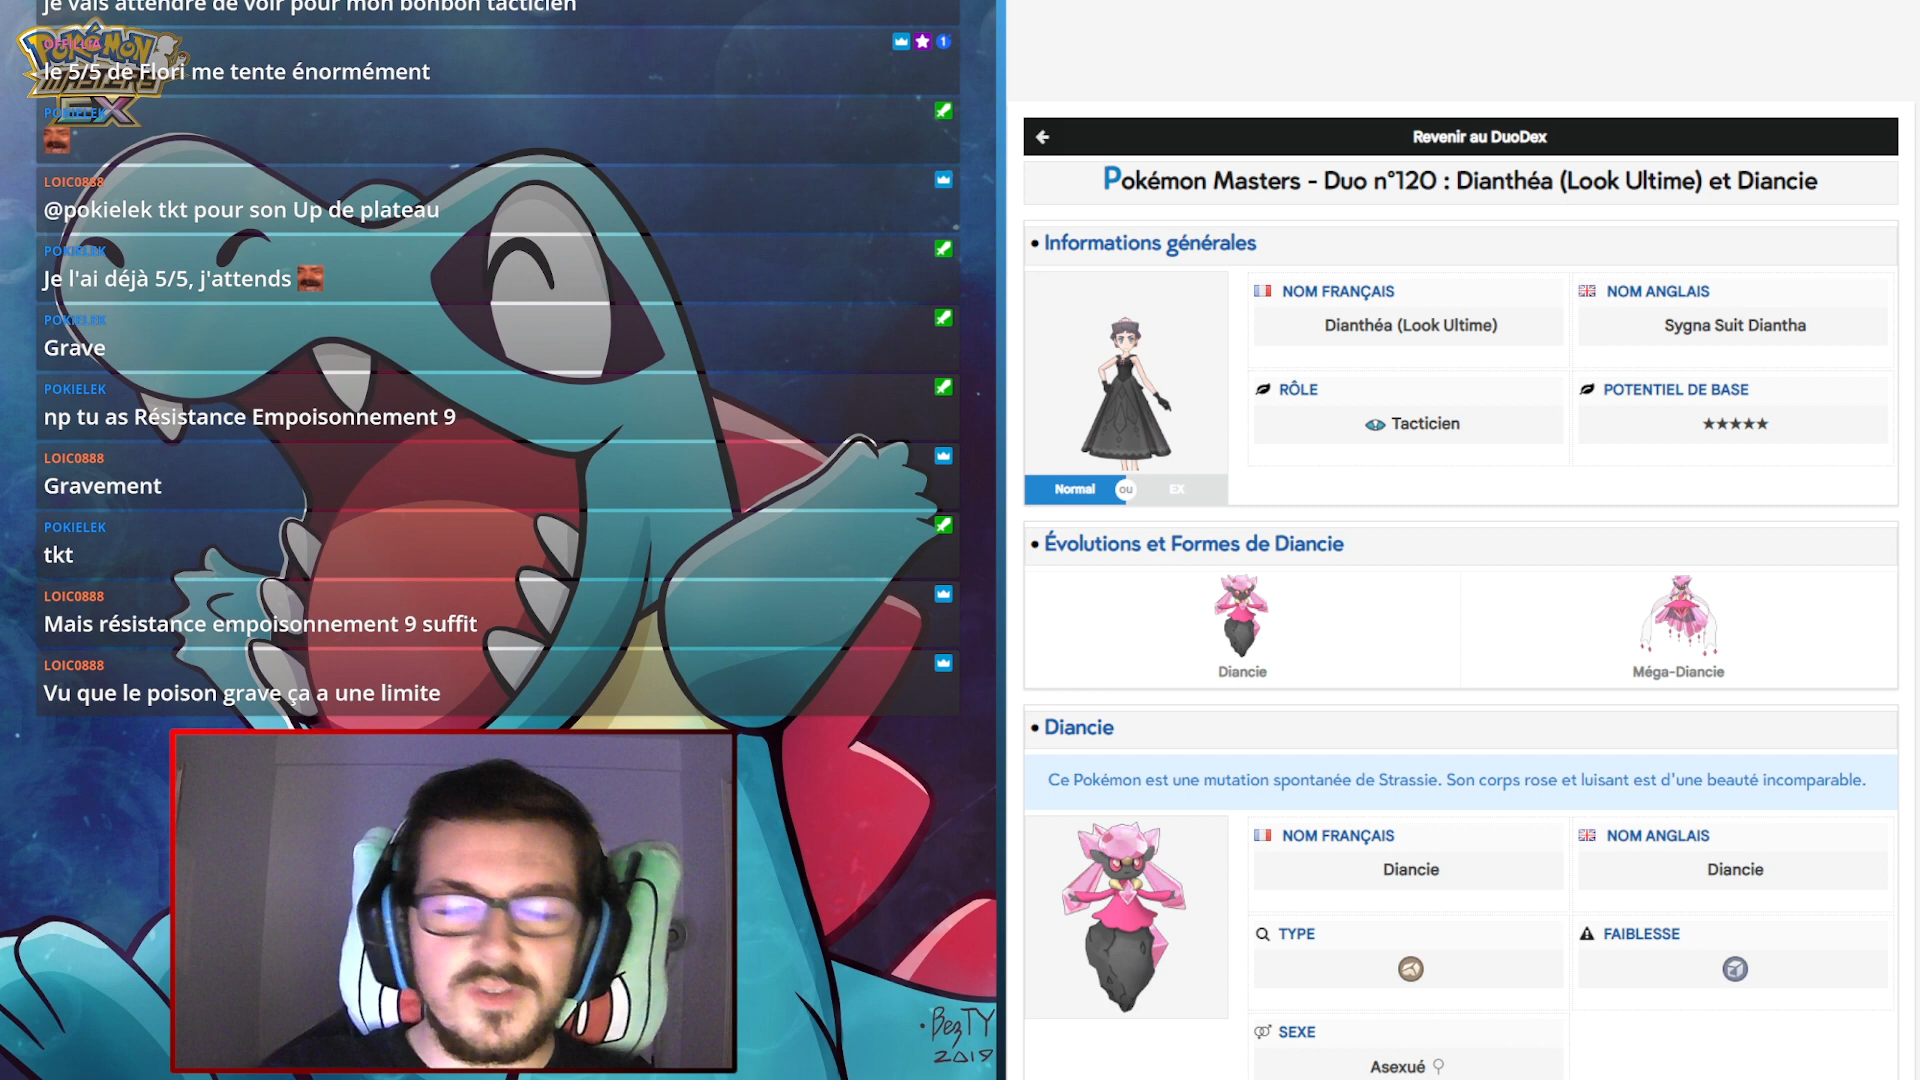 je vais attendre de voir pour mon bonbon tacticien
POKÉMON
MASTERS
EX
OFFILLIA
le 5/5 de Flori me tente énormément
1
POKIELEK
LOIC0888
@pokielek tkt pour son Up de plateau
POKIELEK
Je l'ai déjà 5/5, j'attends
POKIELEK
Grave
POKIELEK
np tu as Résistance Empoisonnement 9
LOIC0888
Gravement
POKIELEK
tkt
LOIC0888
Mais résistance empoisonnement 9 suffit
LOIC0888
Vu que le poison grave ça a une limite
BezTY
2019
Revenir au DuoDex
Pokémon Masters - Duo n°120 : Dianthéa (Look Ultime) et Diancie
• Informations générales
NOM FRANÇAIS
Dianthéa (Look Ultime)
NOM ANGLAIS
Sygna Suit Diantha
RÔLE
Tacticien
POTENTIEL DE BASE
★★★★★
Normal ou EX
• Évolutions et Formes de Diancie
Diancie
Méga-Diancie
• Diancie
Ce Pokémon est une mutation spontanée de Strassie. Son corps rose et luisant est d'une beauté incomparable.
NOM FRANÇAIS
Diancie
NOM ANGLAIS
Diancie
TYPE
FAIBLESSE
SEXE
Asexué